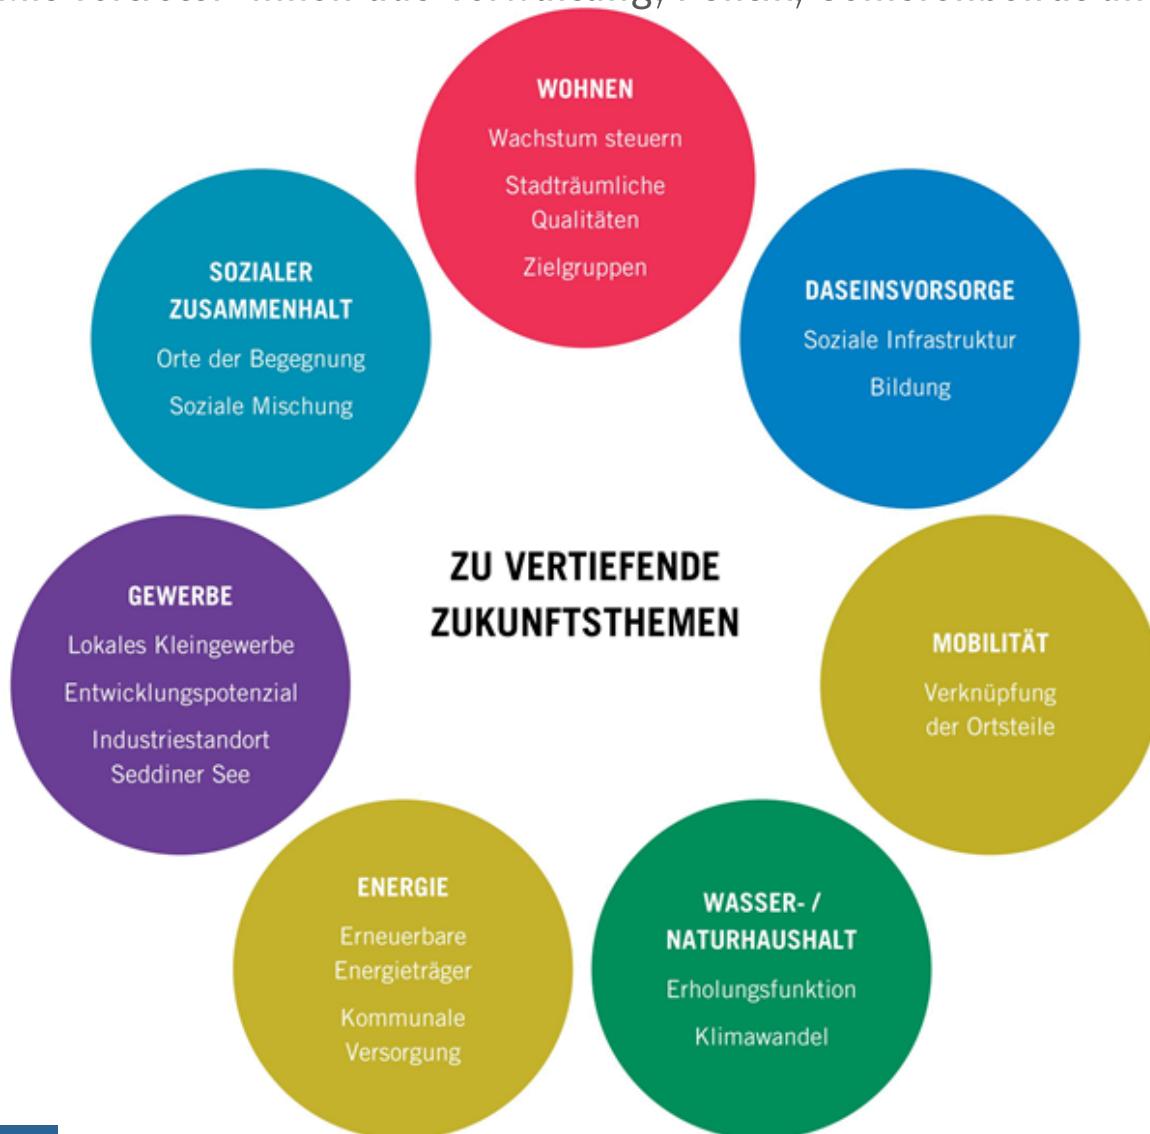 WOHNEN
Wachstum steuern
Stadträumliche
Qualitäten
Zielgruppen
DASEINSVORSORGE
Soziale Infrastruktur
Bildung
SOZIALER
ZUSAMMENHALT
Orte der Begegnung
Soziale Mischung
ZU VERTIEFENDE
ZUKUNFTSTHEMEN
GEWERBE
Lokales Kleingewerbe
Entwicklungspotenzial
Industriestandort
Seddiner See
MOBILITÄT
Verknüpfung
der Ortsteile
ENERGIE
Erneuerbare
Energieträger
Kommunale
Versorgung
WASSER- /
NATURHAUSHALT
Erholungsfunktion
Klimawandel